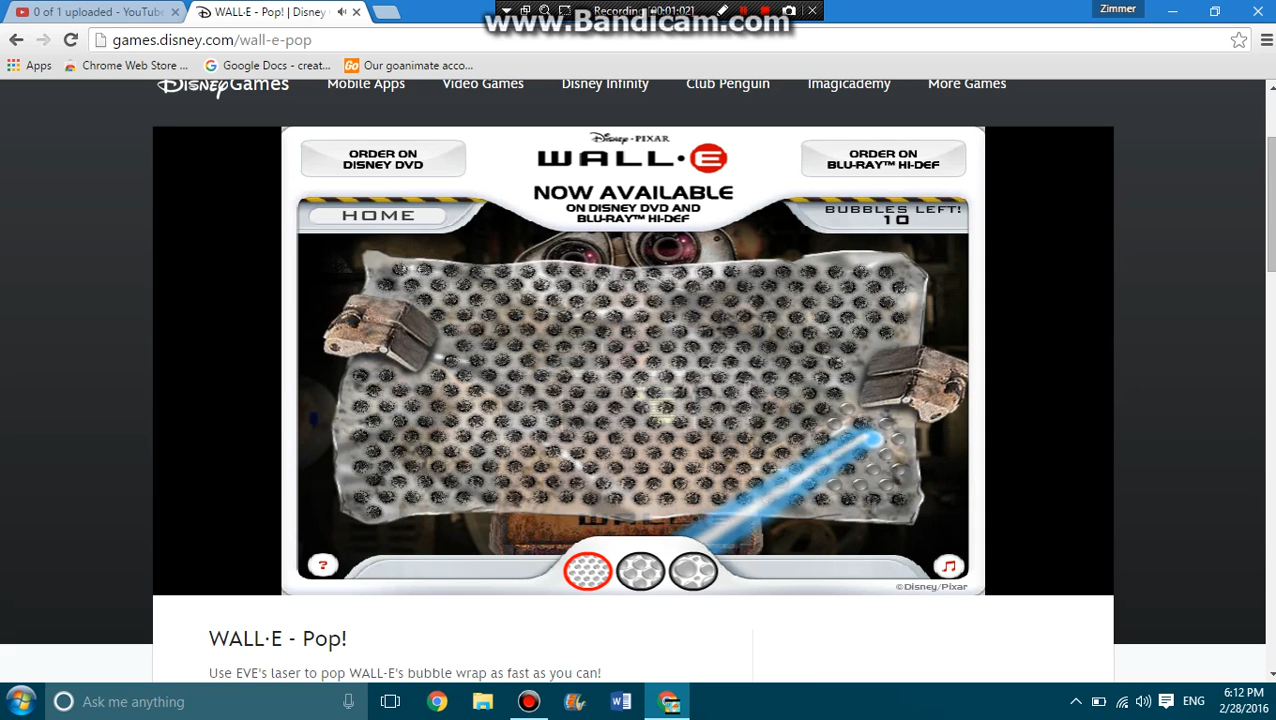 0 of 1 uploaded - YouTube
WALL·E - Pop! | Disney
Recording [00:01:02]
www.Bandicam.com
Zimmer
games.disney.com/wall-e-pop
Apps
Chrome Web Store ...
Google Docs - creat...
Go Our goanimate acco...
Disney Games
Mobile Apps
Video Games
Disney Infinity
Club Penguin
Imagicademy
More Games
ORDER ON
DISNEY DVD
Disney·PIXAR
WALL·E
NOW AVAILABLE
ON DISNEY DVD AND
BLU-RAY™ HI-DEF
ORDER ON
BLU-RAY™ HI-DEF
HOME
BUBBLES LEFT!
10
?
©Disney/Pixar
WALL·E - Pop!
Use EVE's laser to pop WALL-E's bubble wrap as fast as you can!
Ask me anything
ENG
6:12 PM
2/28/2016